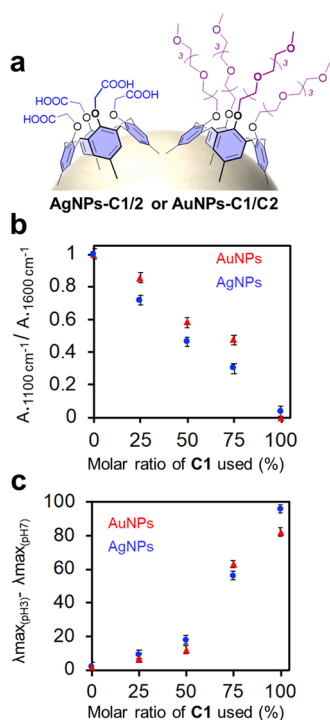 a
COOH
HOOC COOH
HOOC
O O O O
O O O O
3 3 3 3
O O O O
O O O O
AgNPs-C1/2 or AuNPs-C1/C2
b
A.1100 cm-1/ A.1600 cm-1
1
0.8
0.6
0.4
0.2
0
AuNPs
AgNPs
0 25 50 75 100
Molar ratio of C1 used (%)
c
λmax(pH3)- λmax(pH7)
100
80
60
40
20
0
AuNPs
AgNPs
0 25 50 75 100
Molar ratio of C1 used (%)